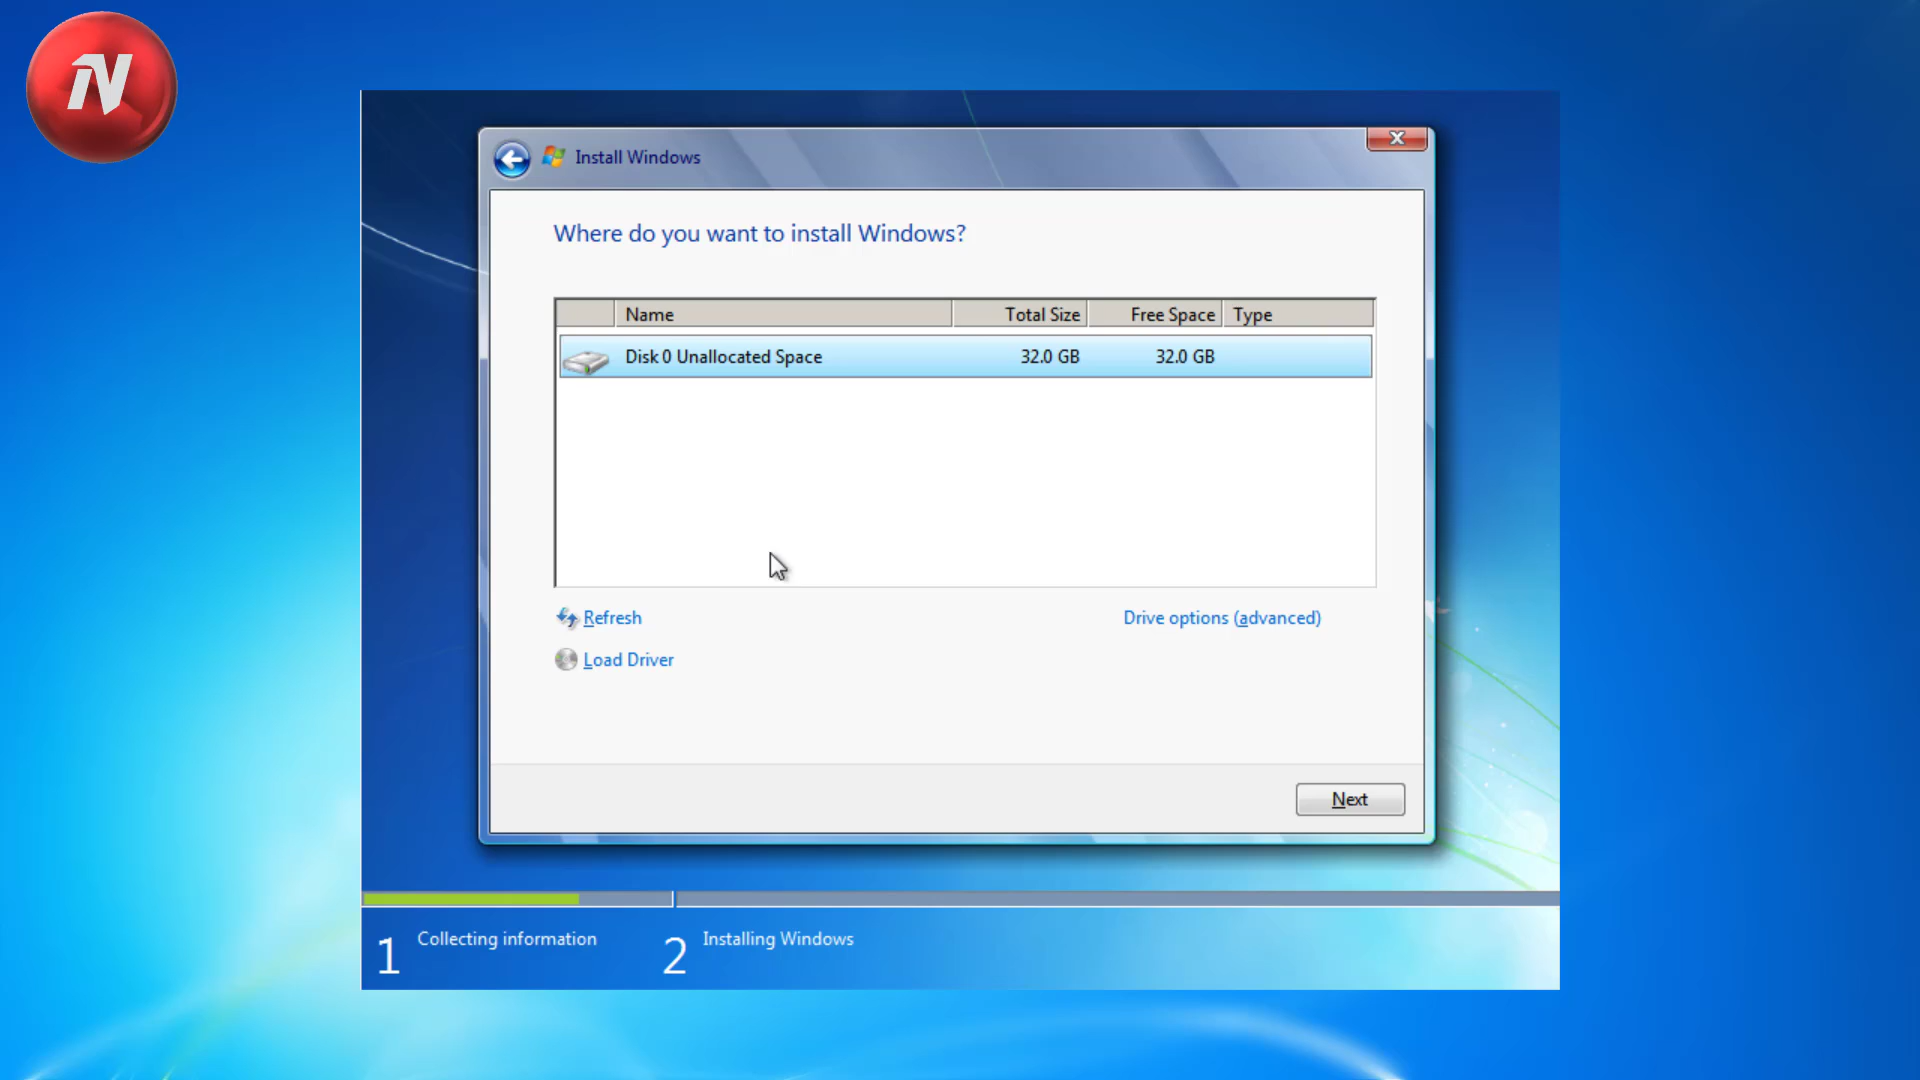 N
Install Windows
X
Where do you want to install Windows?
Name Total Size Free Space Type
Disk 0 Unallocated Space 32.0 GB 32.0 GB
Refresh Drive options (advanced)
Load Driver
Next
1 Collecting information 2 Installing Windows